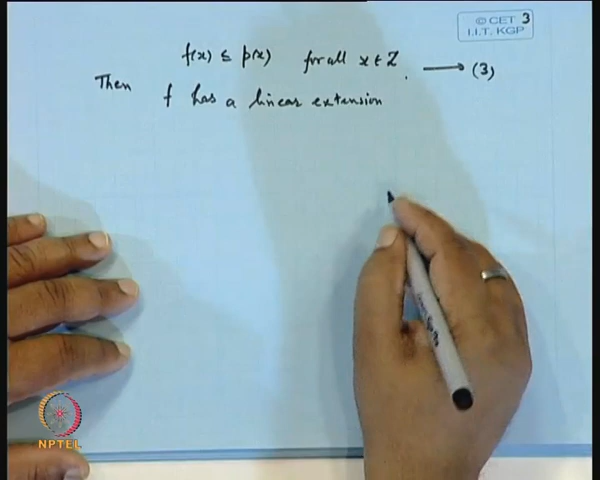 © CET 3
I.I.T. KGP
f(x) ≤ p(x) for all x ∈ Z. ⟶ (3)
Then f has a linear extension
NPTEL